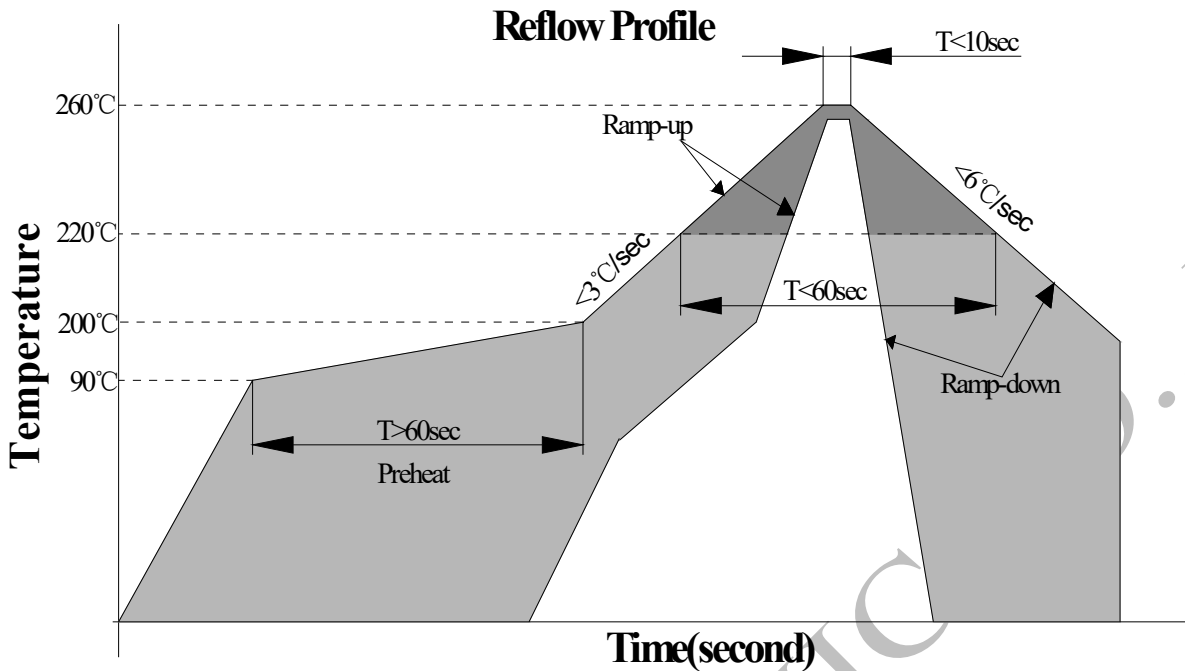 Reflow Profile
T<10sec
260℃
Ramp-up
<3℃/sec
<6℃/sec
220℃
T<60sec
200℃
90℃
Ramp-down
T>60sec
Preheat
Temperature
Time(second)